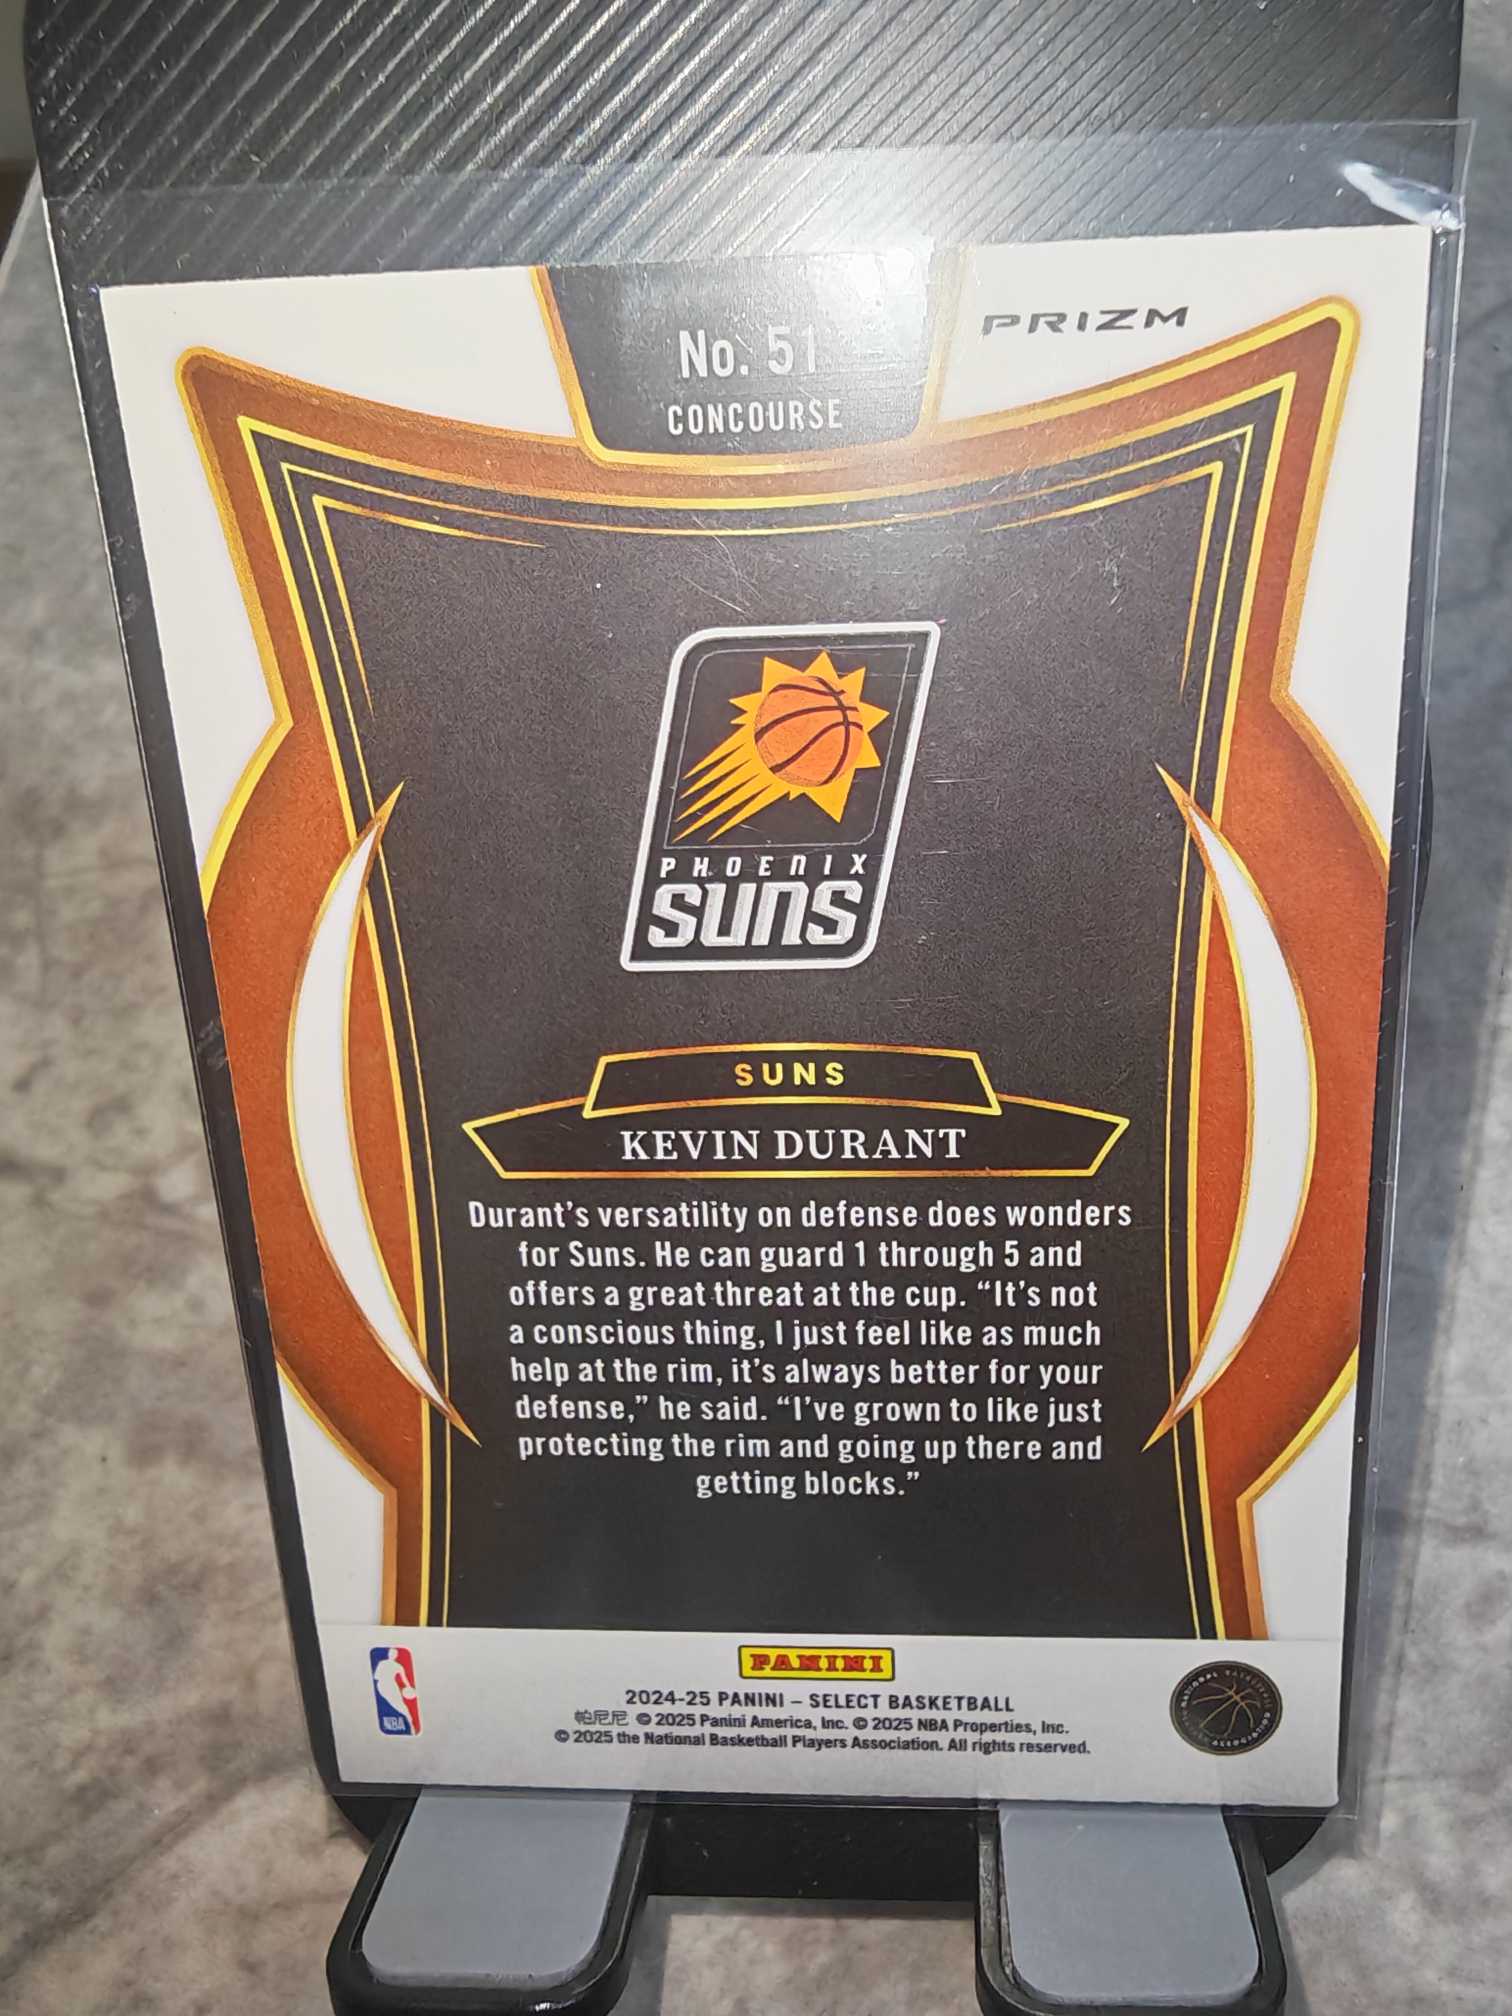 No. 51
PRIZM
CONCOURSE
PHOENIX
SUNS
SUNS
KEVIN DURANT
Durant's versatility on defense does wonders
for Suns. He can guard 1 through 5 and
offers a great threat at the cup. “It's not
a conscious thing, I just feel like as much
help at the rim, it's always better for your
defense,” he said. “I've grown to like just
protecting the rim and going up there and
getting blocks.”
PANINI
NBA
2024-25 PANINI – SELECT BASKETBALL
帕尼尼 © 2025 Panini America, Inc. © 2025 NBA Properties, Inc.
© 2025 the National Basketball Players Association. All rights reserved.